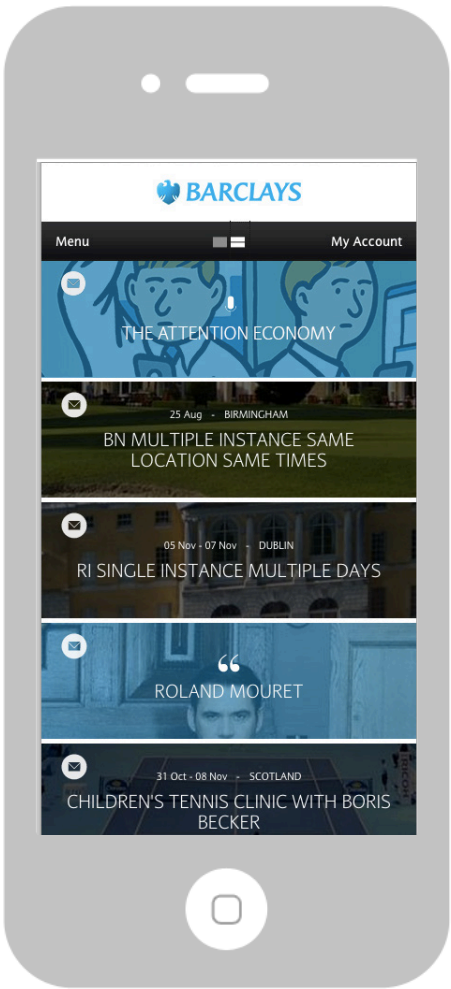 BARCLAYS
Menu My Account
THE ATTENTION ECONOMY
25 Aug - BIRMINGHAM
BN MULTIPLE INSTANCE SAME
LOCATION SAME TIMES
05 Nov - 07 Nov - DUBLIN
RI SINGLE INSTANCE MULTIPLE DAYS
“
ROLAND MOURET
31 Oct - 08 Nov - SCOTLAND
CHILDREN'S TENNIS CLINIC WITH BORIS
BECKER